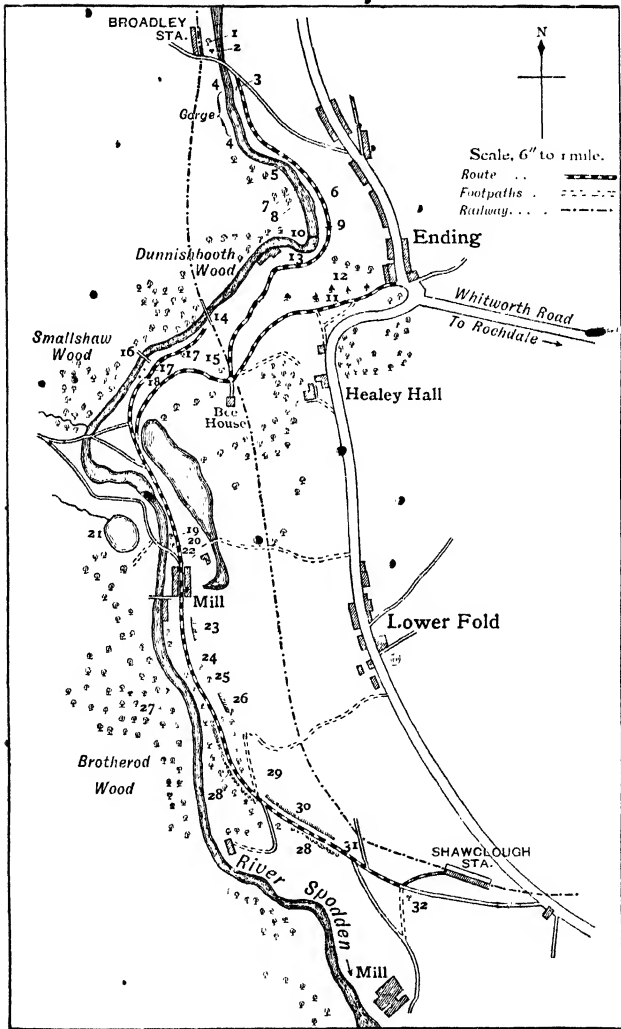 BROADLEY
STA.
1
2
N
3
4
Gorge
Scale, 6" to 1 mile.
Route ..
Footpaths .
Railway....
4
5
6
7
8
9
10
Ending
Dunnishbooth
Wood
13
12
11
Whitworth Road
To Rochdale
14
Smallshaw
Wood
16
17
15
17
18
Bee
House
Healey Hall
19
20
21
22
Mill
Lower Fold
23
24
25
26
27
Brotherod
Wood
29
28
30
28
31
SHAWCLOUGH
STA.
River Spodden
32
Mill